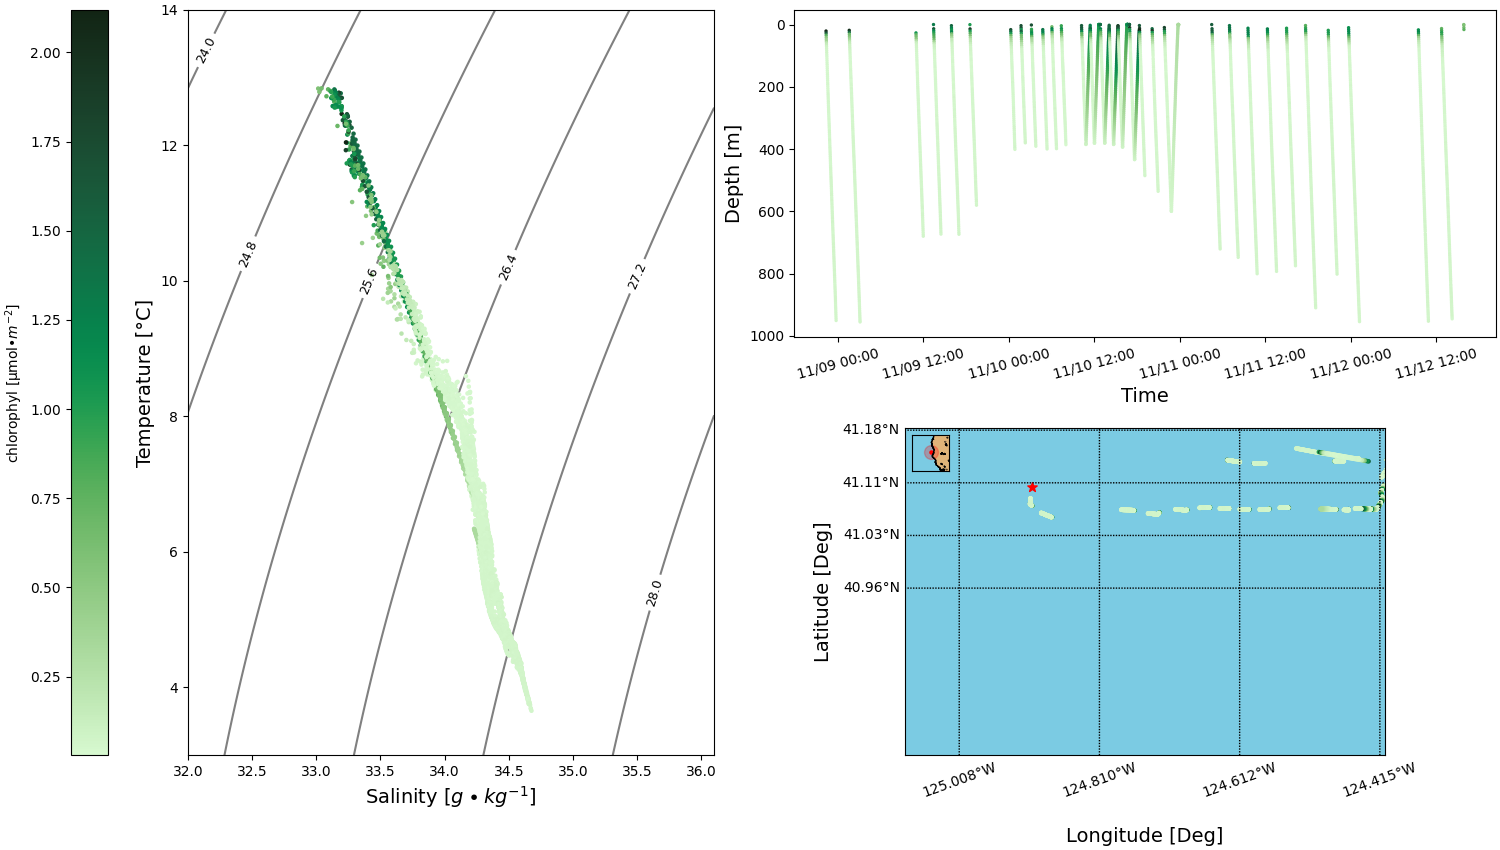 2.00
1.75
1.50
1.25
1.00
0.75
0.50
0.25
chlorophyl [µmol•m⁻²]
14
12
10
8
6
4
Temperature [°C]
24.0
24.8
25.6
26.4
27.2
28.0
32.0 32.5 33.0 33.5 34.0 34.5 35.0 35.5 36.0
Salinity [g • kg⁻¹]
0
200
400
600
800
1000
Depth [m]
11/09 00:00 11/09 12:00 11/10 00:00 11/10 12:00 11/11 00:00 11/11 12:00 11/12 00:00 11/12 12:00
Time
41.18°N
41.11°N
41.03°N
40.96°N
Latitude [Deg]
125.008°W 124.810°W 124.612°W 124.415°W
Longitude [Deg]